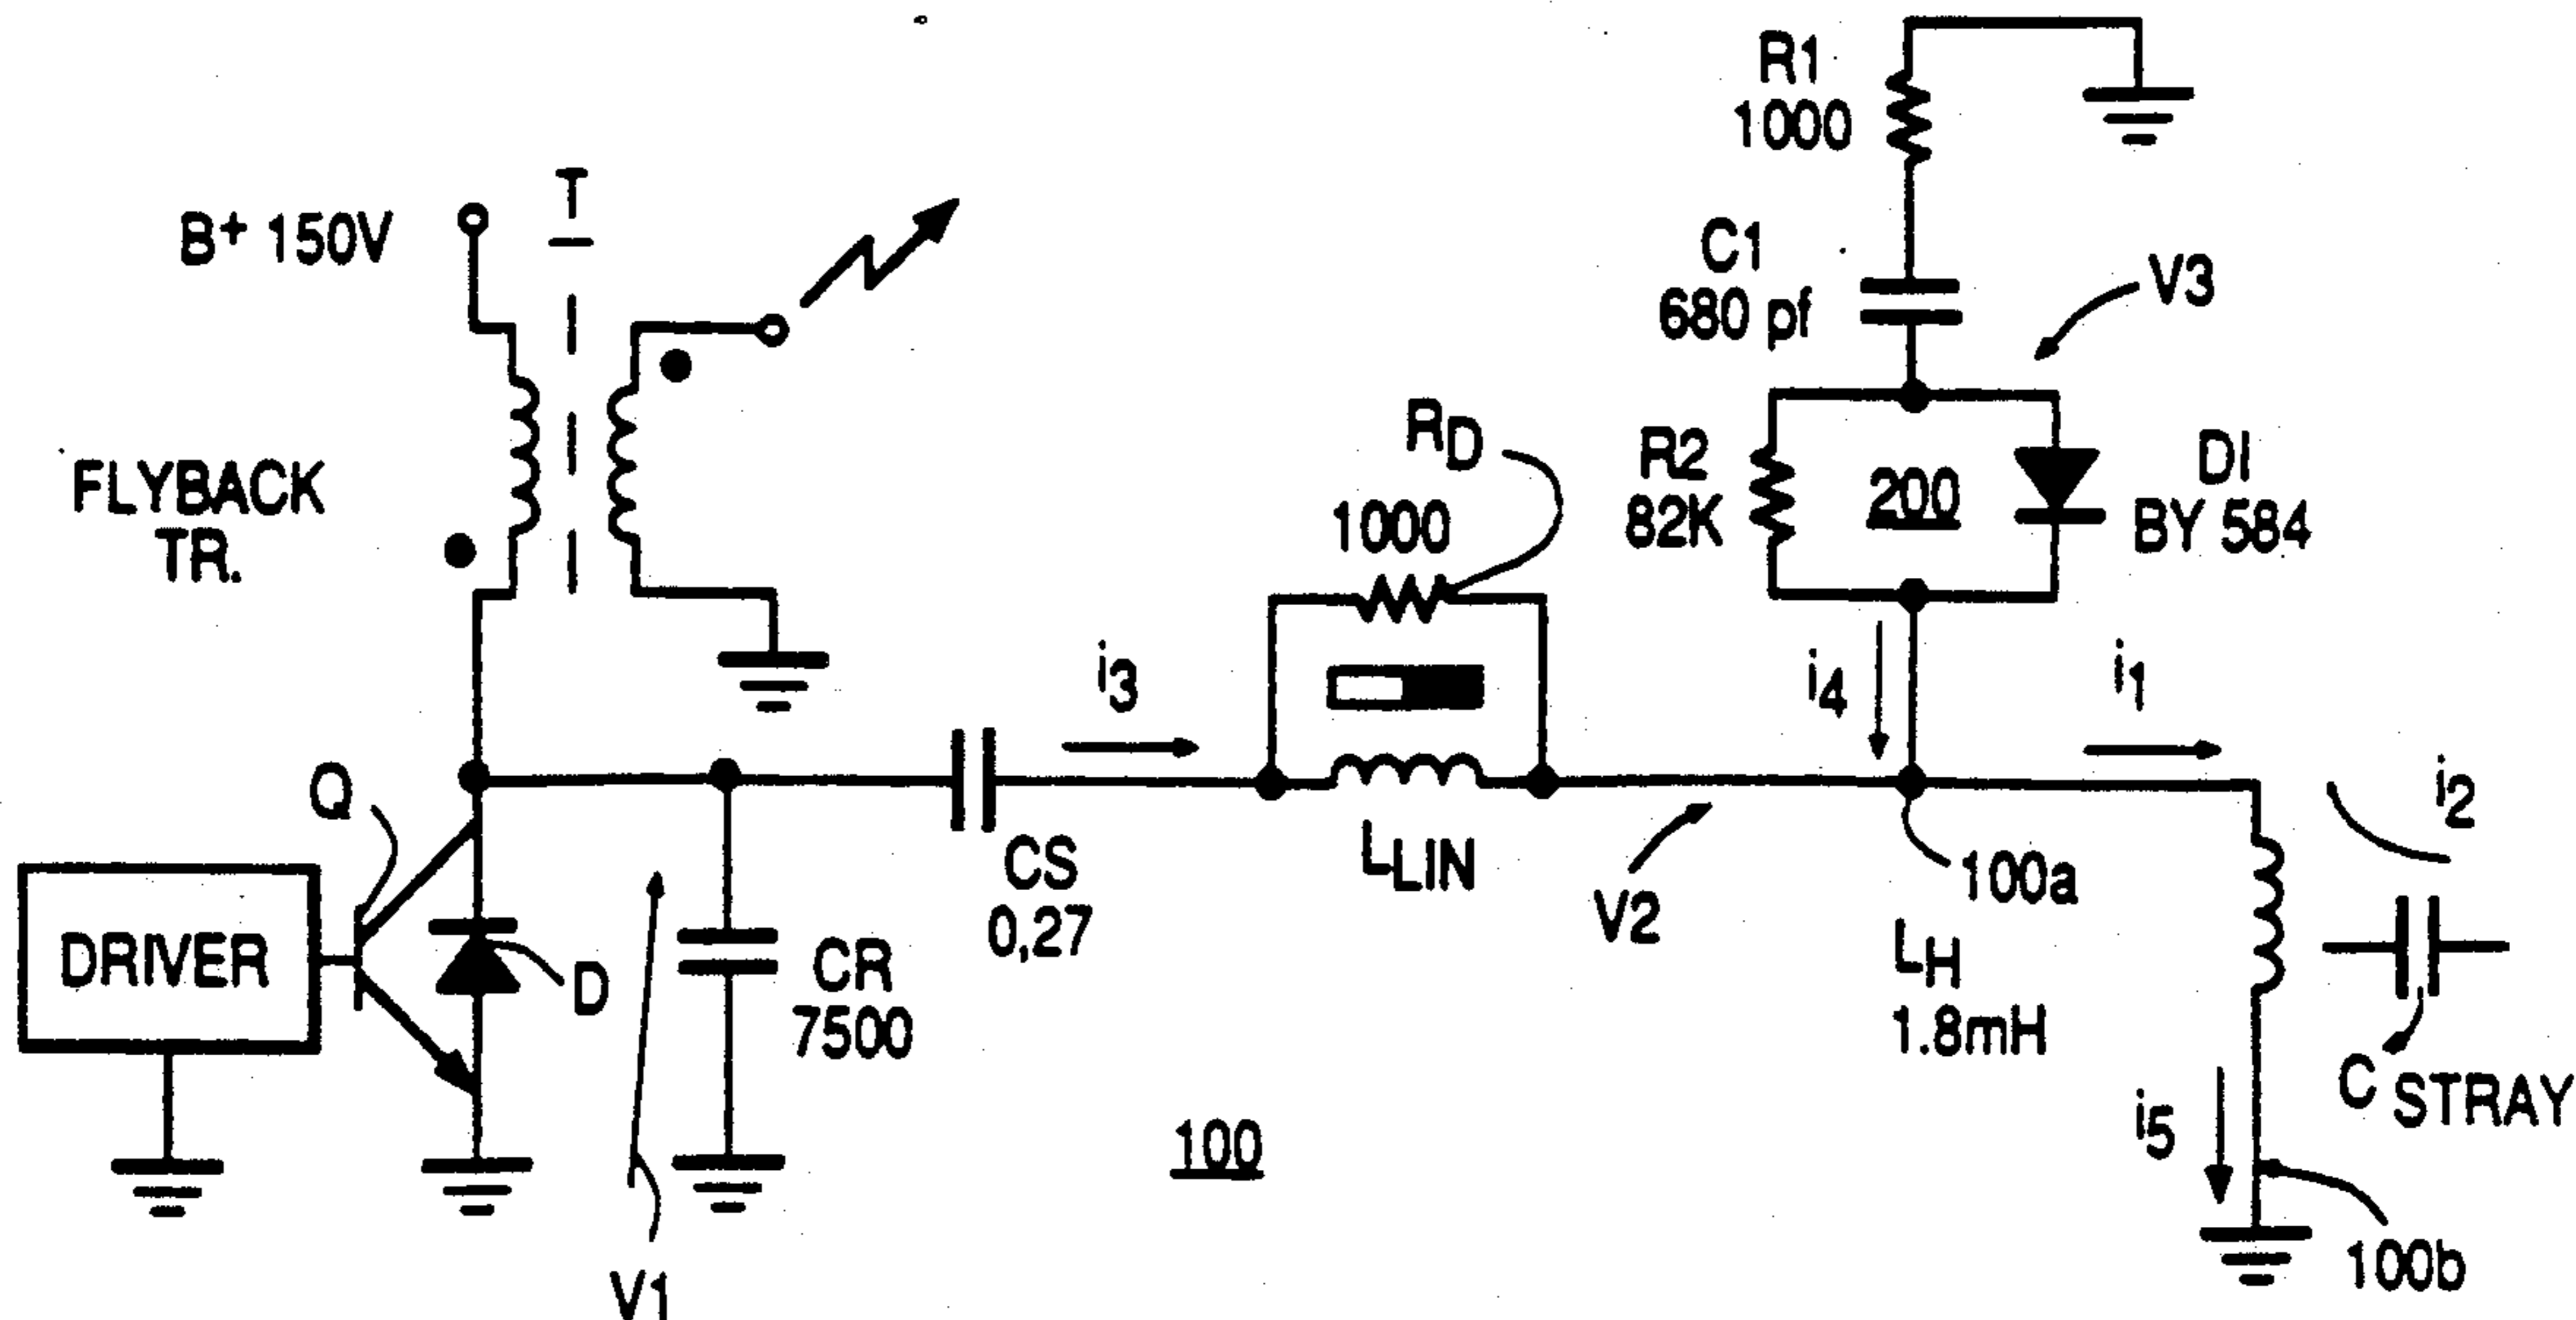 R1
1000
T
B+ 150V
C1
680 pf
V3
FLYBACK
TR.
RD
1000
R2
82K
200
DI
BY 584
i3
i4
i1
i2
Q
DRIVER
D
CR
7500
CS
0,27
LLIN
V2
100a
LH
1.8mH
C STRAY
i5
100
V1
100b